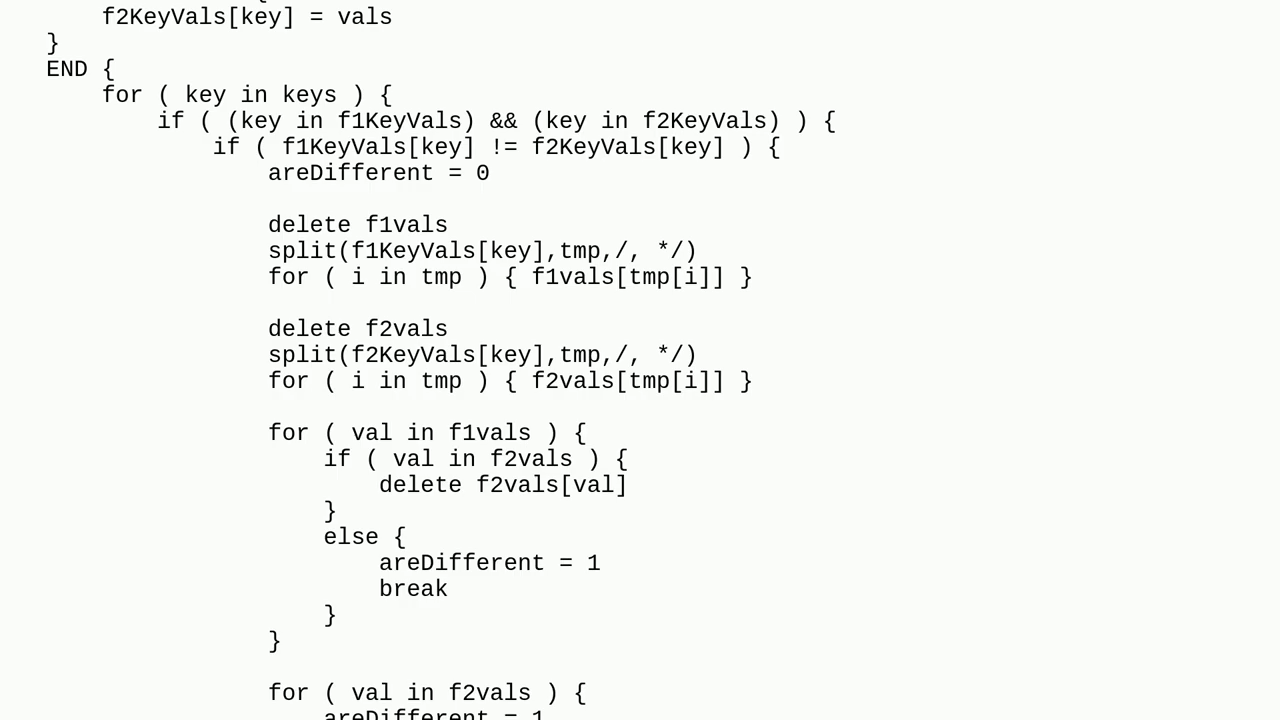 {
f2KeyVals[key] = vals
}
END {
for ( key in keys ) {
if ( (key in f1KeyVals) && (key in f2KeyVals) ) {
if ( f1KeyVals[key] != f2KeyVals[key] ) {
areDifferent = 0
delete f1vals
split(f1KeyVals[key],tmp,/, */)
for ( i in tmp ) { f1vals[tmp[i]] }
delete f2vals
split(f2KeyVals[key],tmp,/, */)
for ( i in tmp ) { f2vals[tmp[i]] }
for ( val in f1vals ) {
if ( val in f2vals ) {
delete f2vals[val]
}
else {
areDifferent = 1
break
}
}
for ( val in f2vals ) {
areDifferent = 1